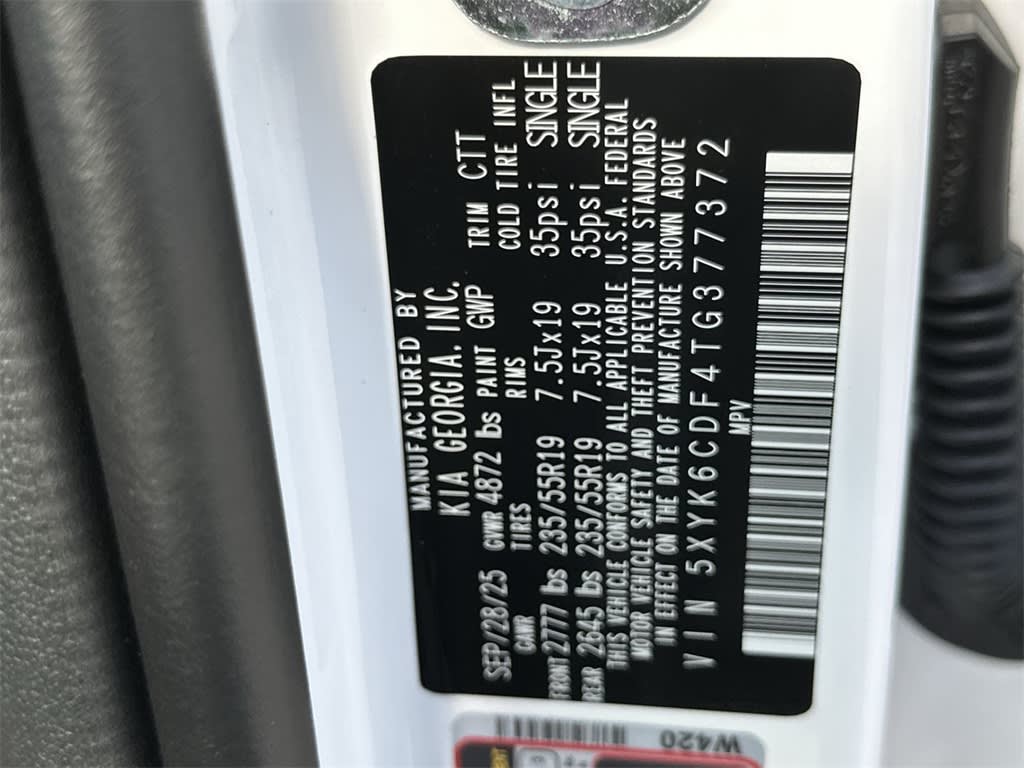 MANUFACTURED BY
KIA GEORGIA. INC.
SEP/28/25 GVWR 4872 lbs PAINT GWP TRIM CTT
GAWR TIRES RIMS COLD TIRE INFL
FRONT 2777 lbs 235/55R19 7.5Jx19 35psi SINGLE
REAR 2645 lbs 235/55R19 7.5Jx19 35psi SINGLE
THIS VEHICLE CONFORMS TO ALL APPLICABLE U.S.A. FEDERAL
MOTOR VEHICLE SAFETY AND THEFT PREVENTION STANDARDS
IN EFFECT ON THE DATE OF MANUFACTURE SHOWN ABOVE
VIN 5XYK6CDF4TG377372
MPV
W420